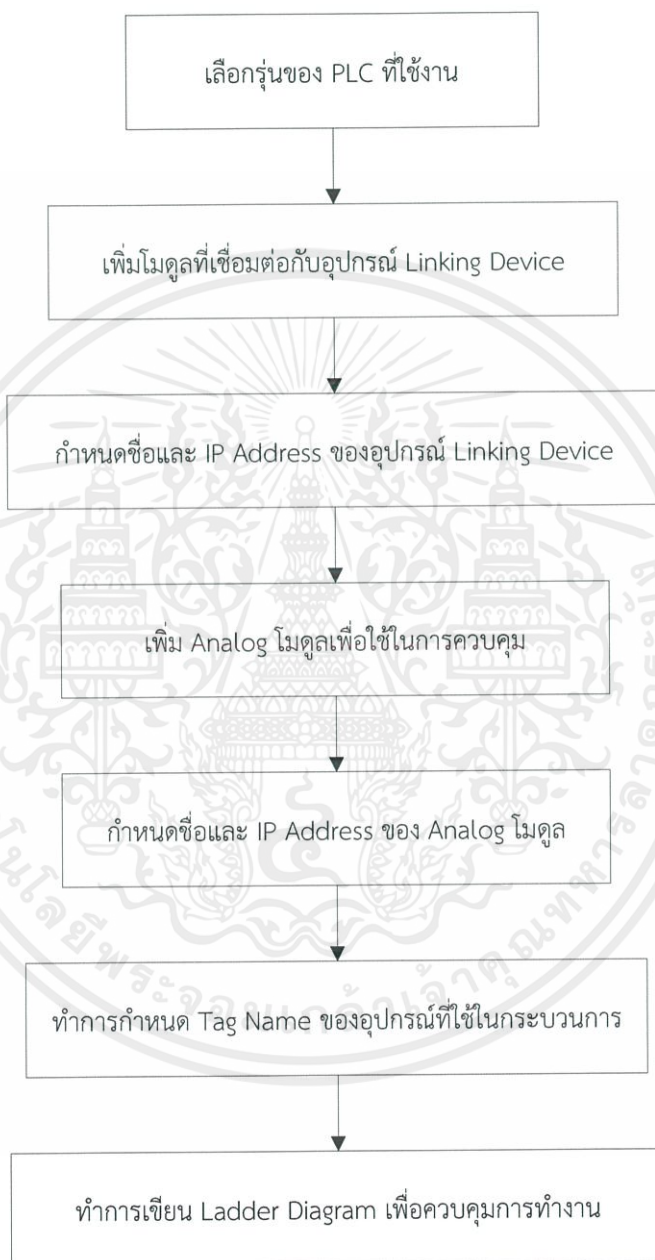 เลือกรุ่นของ PLC ที่ใช้งาน
เพิ่มโมดูลที่เชื่อมต่อกับอุปกรณ์ Linking Device
กำหนดชื่อและ IP Address ของอุปกรณ์ Linking Device
เพิ่ม Analog โมดูลเพื่อใช้ในการควบคุม
กำหนดชื่อและ IP Address ของ Analog โมดูล
ทำการกำหนด Tag Name ของอุปกรณ์ที่ใช้ในกระบวนการ
ทำการเขียน Ladder Diagram เพื่อควบคุมการทำงาน